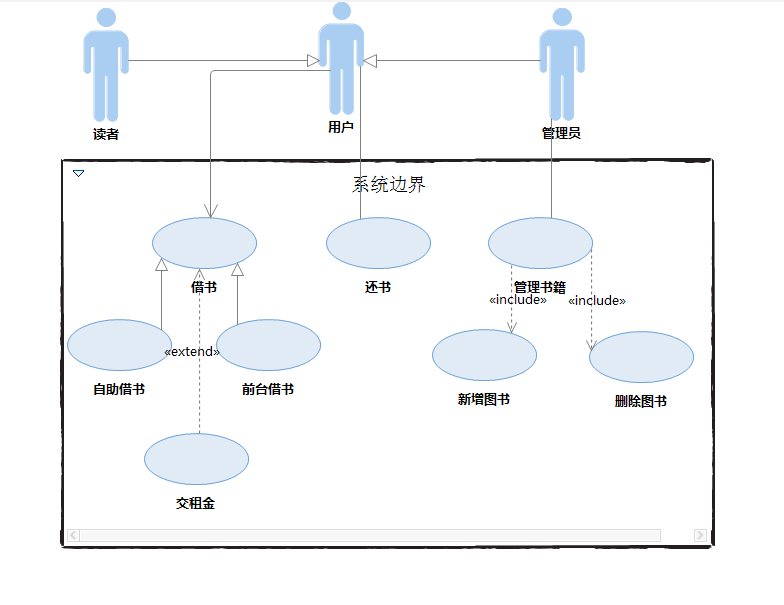 读者
用户
管理员
系统边界
借书
还书
管理书籍
«include»
«include»
«extend»
自助借书
前台借书
新增图书
删除图书
交租金